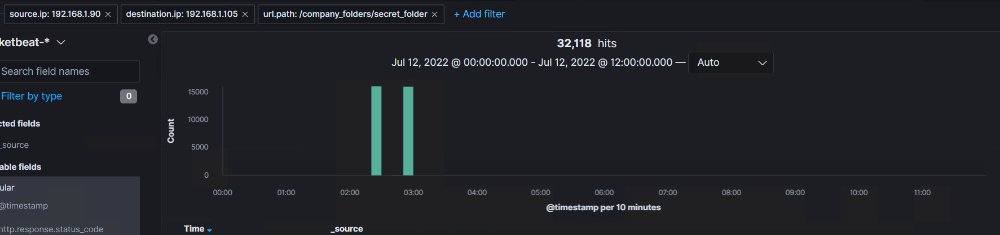 source.ip: 192.168.1.90 × destination.ip: 192.168.1.105 × url.path: /company_folders/secret_folder × + Add filter
ketbeat-*
32,118 hits
Jul 12, 2022 @ 00:00:00.000 - Jul 12, 2022 @ 12:00:00.000 — Auto
Search field names
Filter by type 0
cted fields
_source
able fields
ular
@timestamp
http.response.status_code
Count
15000
10000
5000
0
00:00 01:00 02:00 03:00 04:00 05:00 06:00 07:00 08:00 09:00 10:00 11:00
@timestamp per 10 minutes
Time _source